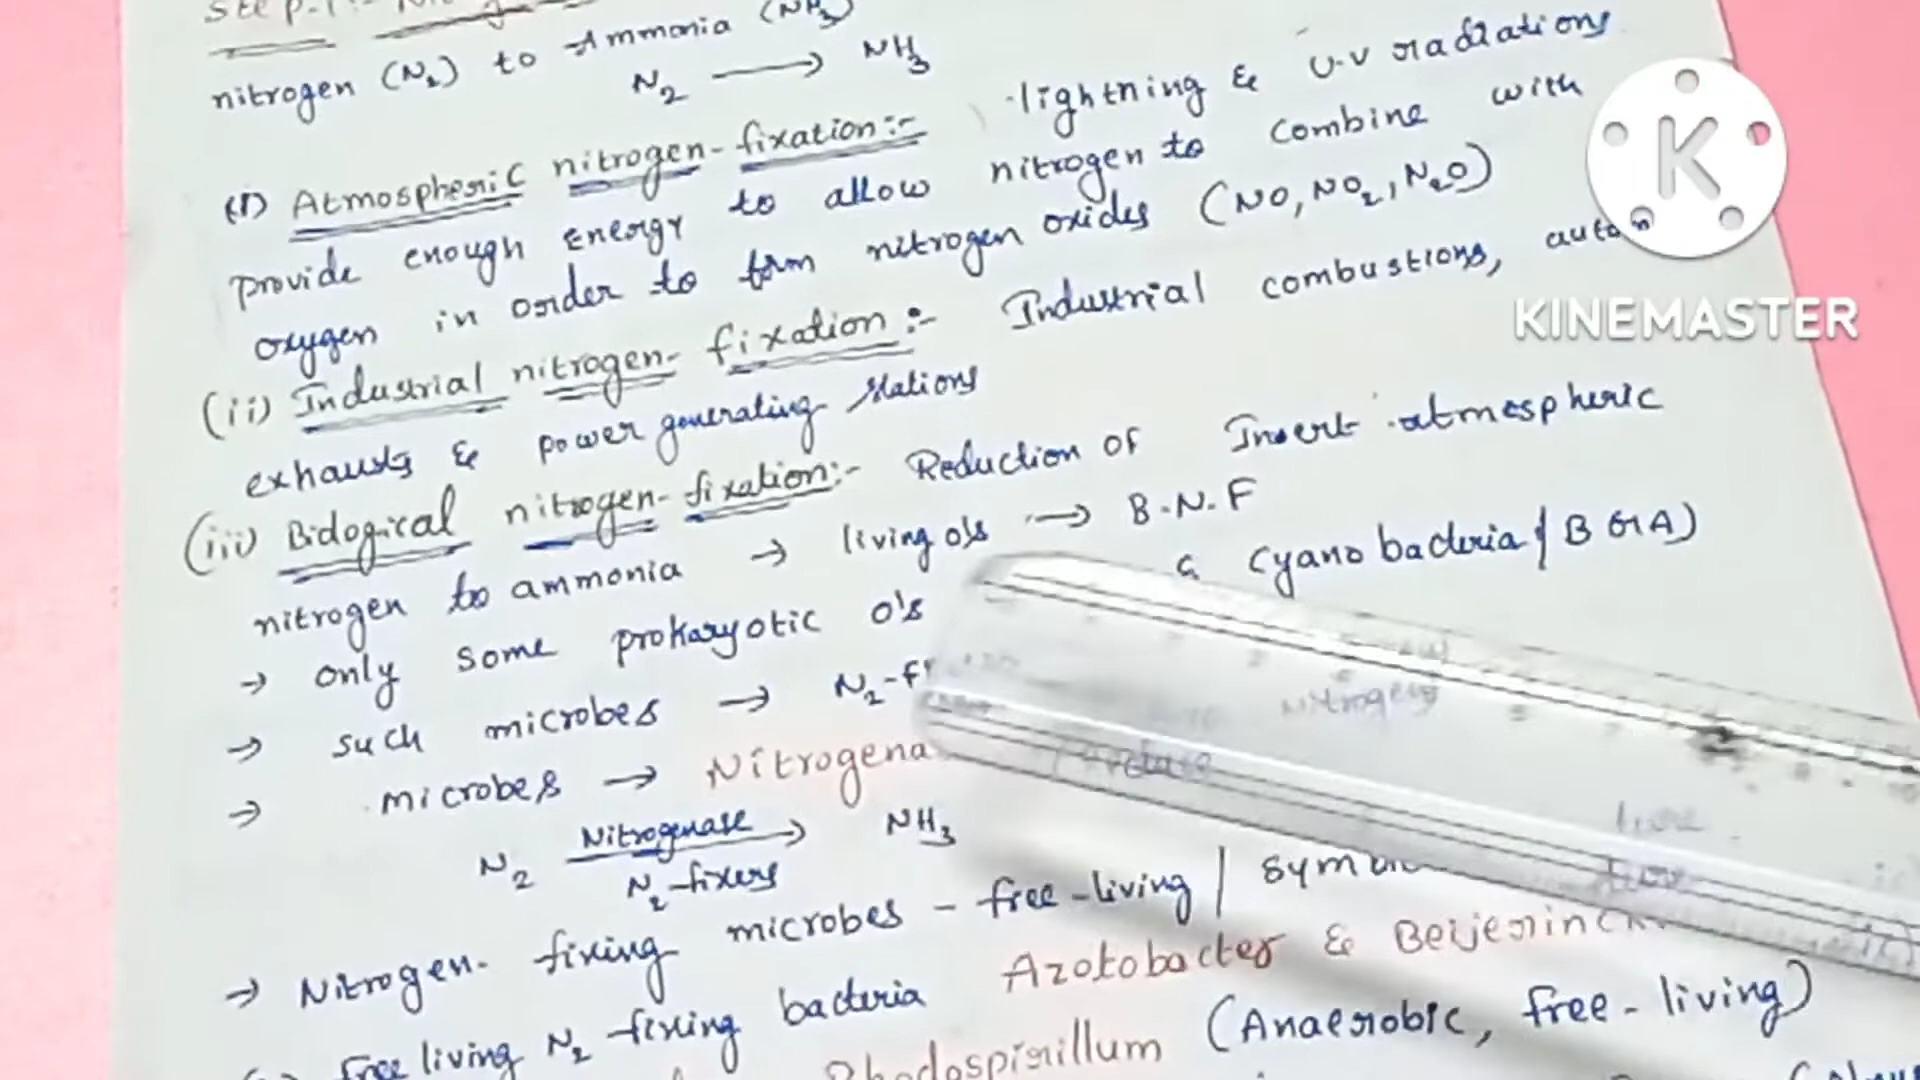 Step-1:-
nitrogen (N2) to Ammonia (NH3)
N2 → NH3
(i) Atmospheric nitrogen-fixation:- lightning & U.V radiations
provide enough energy to allow nitrogen to combine with
oxygen in order to form nitrogen oxides (NO, NO2, N2O)
(ii) Industrial nitrogen-fixation:- Industrial combustions,
exhausts & power generating stations
(iii) Biological nitrogen-fixation:- Reduction of Insert atmospheric
nitrogen to ammonia → living o's → B.N.F
→ only some prokaryotic o's & Cyanobacteria / BGA)
→ such microbes → N2-
→ microbes →
N2 Nitrogenase → NH3
N2-fixers
→ Nitrogen-fixing microbes - free-living /
Free living N2-fixing bacteria Azotobacter &
Rhodospirillum (Anaerobic, free-living)
K
KINEMASTER